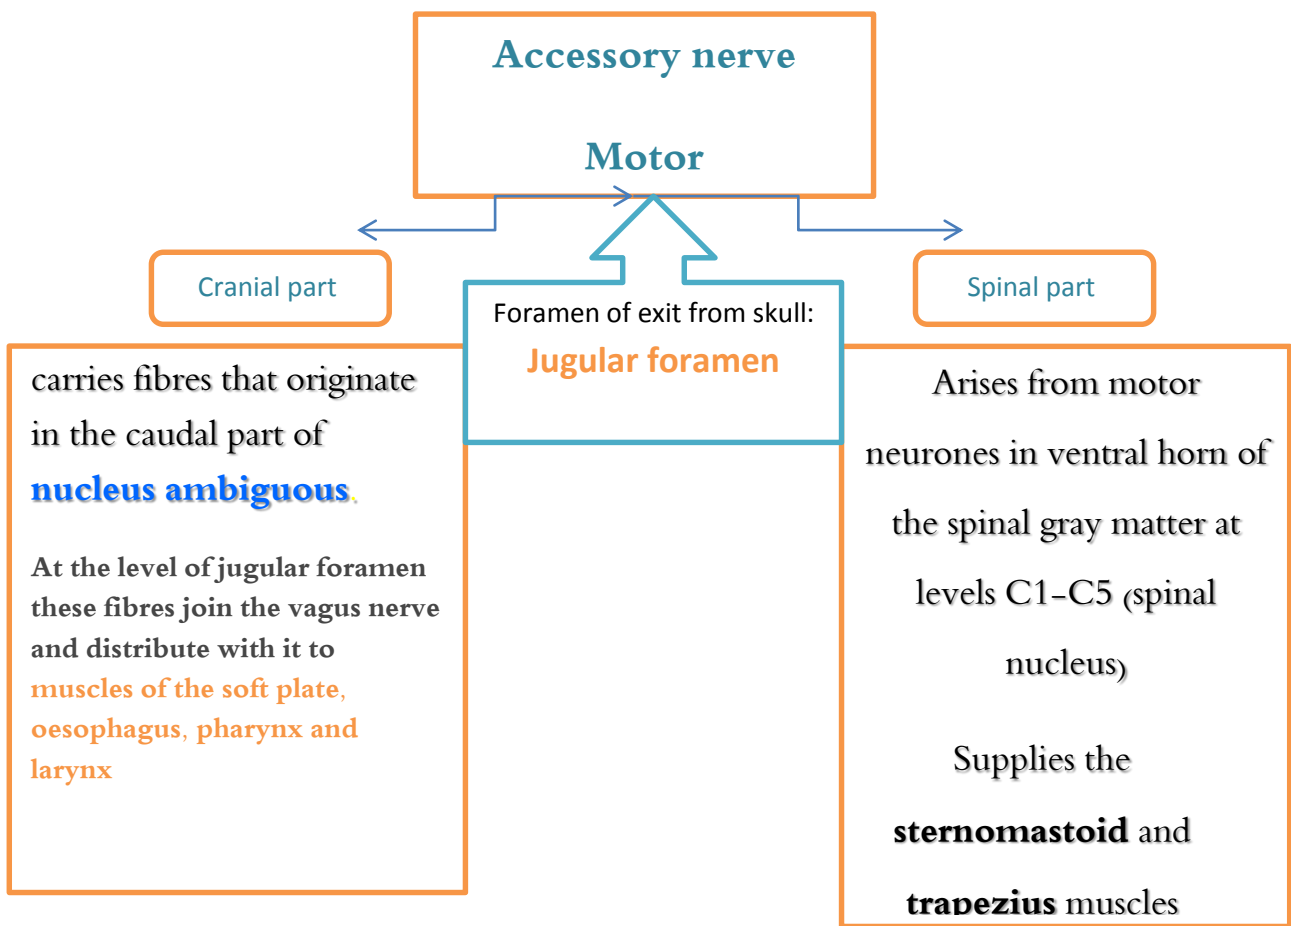 Accessory nerve
Motor
Cranial part
Foramen of exit from skull:
Jugular foramen
Spinal part
carries fibres that originate
in the caudal part of
nucleus ambiguous.
At the level of jugular foramen
these fibres join the vagus nerve
and distribute with it to
muscles of the soft plate,
oesophagus, pharynx and
larynx
Arises from motor
neurones in ventral horn of
the spinal gray matter at
levels C1-C5 (spinal
nucleus)
Supplies the
sternomastoid and
trapezius muscles